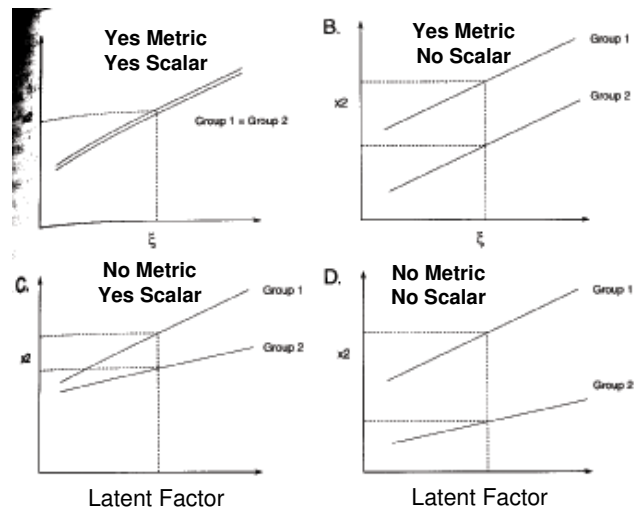 Yes Metric
Yes Scalar
x2
Group 1 = Group 2
ξ
B.
Yes Metric
No Scalar
Group 1
x2
Group 2
ξ
C.
No Metric
Yes Scalar
Group 1
x2
Group 2
Latent Factor
D.
No Metric
No Scalar
Group 1
x2
Group 2
Latent Factor